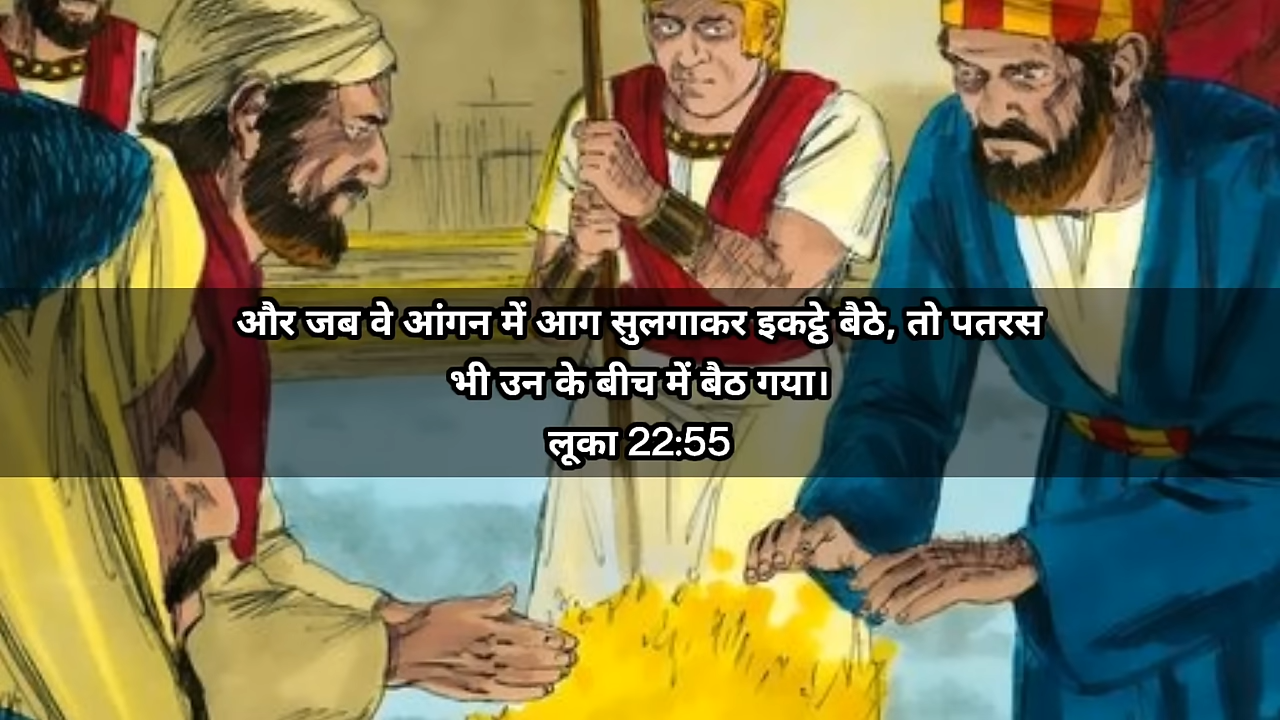 और जब वे आंगन में आग सुलगाकर इकट्ठे बैठे, तो पतरस
भी उन के बीच में बैठ गया।
लूका 22:55